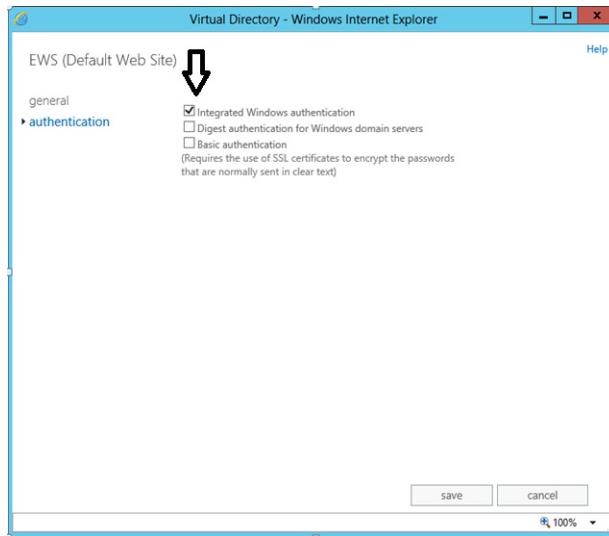 Virtual Directory - Windows Internet Explorer
Help
EWS (Default Web Site)
general
authentication
Integrated Windows authentication
Digest authentication for Windows domain servers
Basic authentication
(Requires the use of SSL certificates to encrypt the passwords
that are normally sent in clear text)
save
cancel
100%